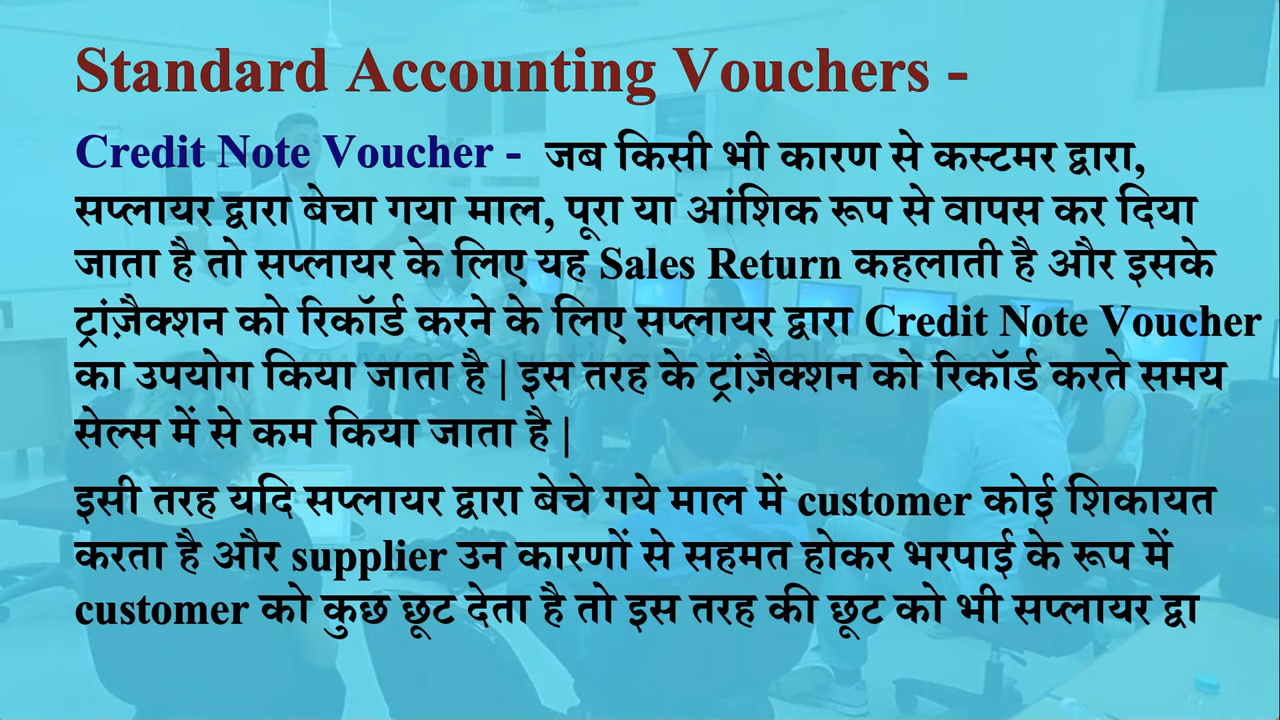 Standard Accounting Vouchers -
Credit Note Voucher - जब किसी भी कारण से कस्टमर द्वारा,
सप्लायर द्वारा बेचा गया माल, पूरा या आंशिक रूप से वापस कर दिया
जाता है तो सप्लायर के लिए यह Sales Return कहलाती है और इसके
ट्रांज़ैक्शन को रिकॉर्ड करने के लिए सप्लायर द्वारा Credit Note Voucher
का उपयोग किया जाता है | इस तरह के ट्रांज़ैक्शन को रिकॉर्ड करते समय
सेल्स में से कम किया जाता है |
इसी तरह यदि सप्लायर द्वारा बेचे गये माल में customer कोई शिकायत
करता है और supplier उन कारणों से सहमत होकर भरपाई के रूप में
customer को कुछ छूट देता है तो इस तरह की छूट को भी सप्लायर द्वा